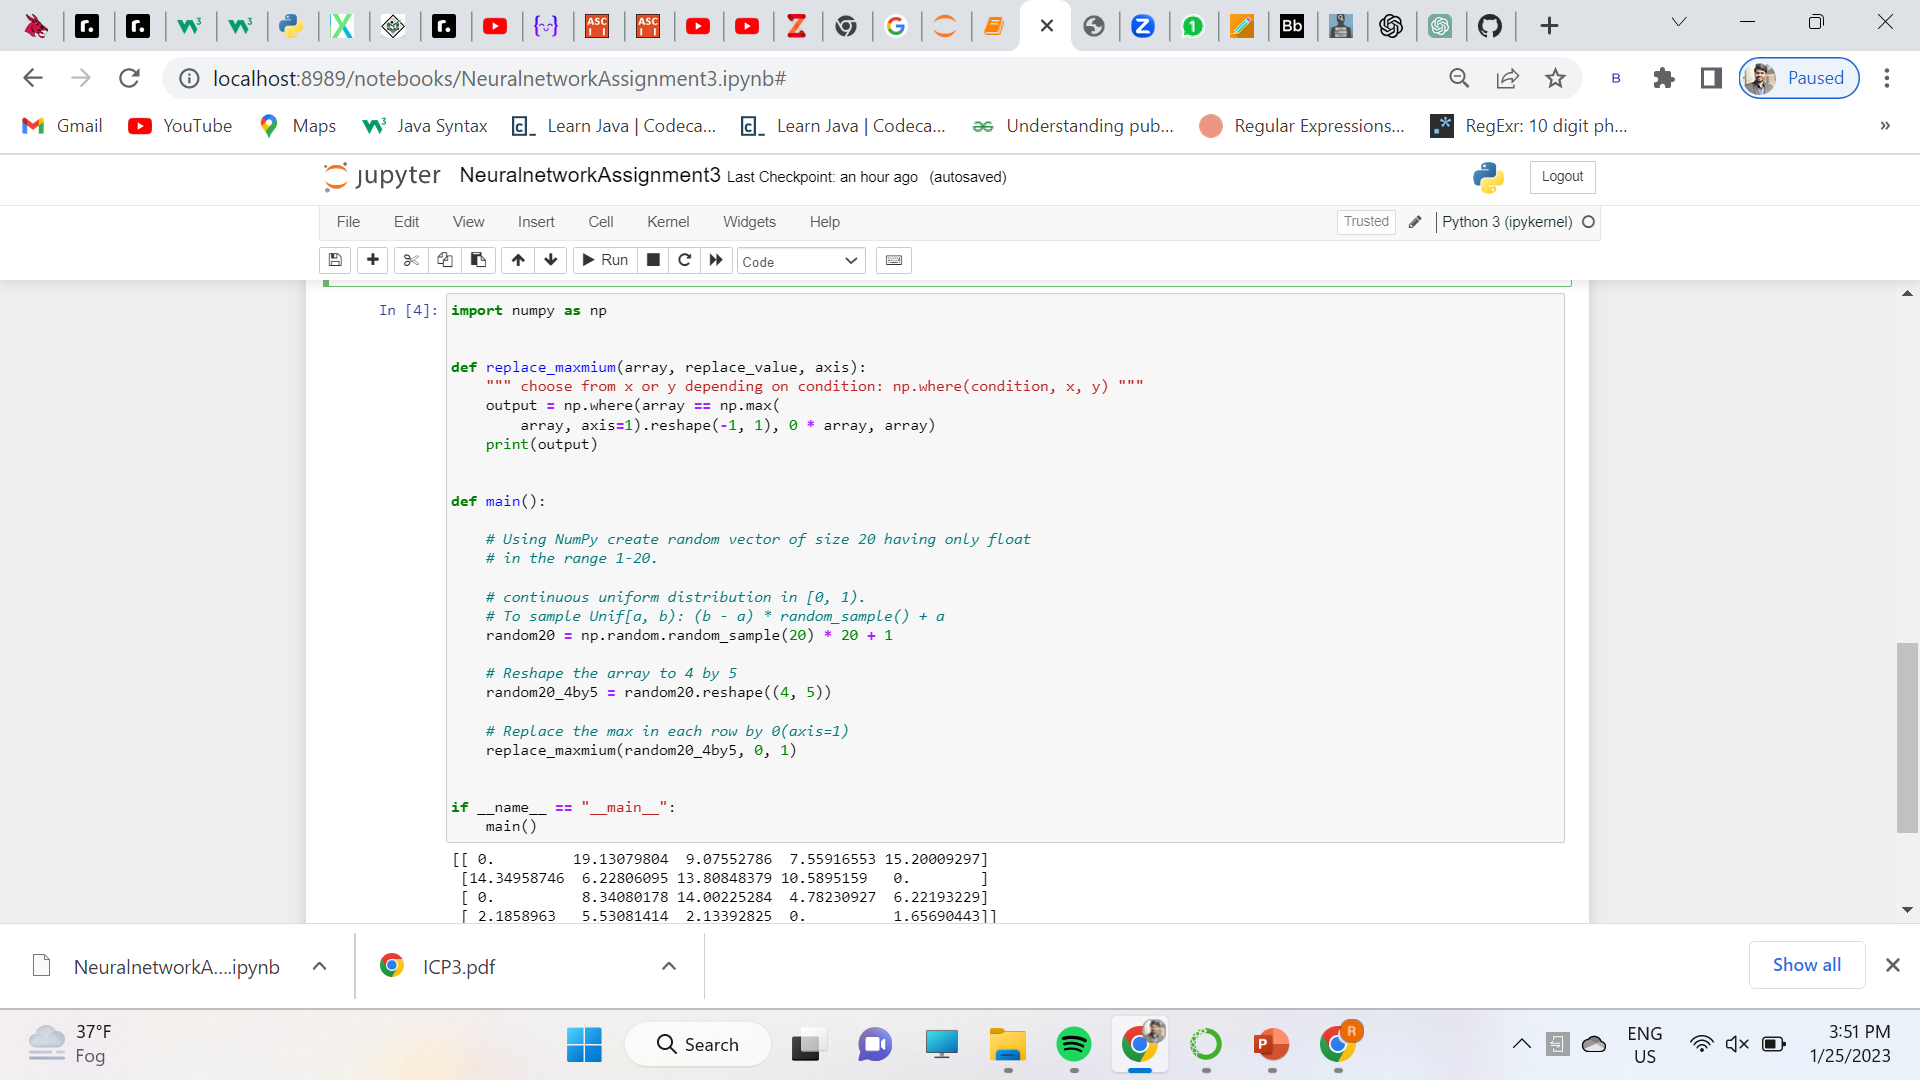 localhost:8989/notebooks/NeuralnetworkAssignment3.ipynb#
B
Paused
Gmail YouTube Maps Java Syntax Learn Java | Codeca... Learn Java | Codeca... Understanding pub... Regular Expressions... RegExr: 10 digit ph... »
jupyter NeuralnetworkAssignment3 Last Checkpoint: an hour ago (autosaved) Logout
File Edit View Insert Cell Kernel Widgets Help Trusted Python 3 (ipykernel)
Run Code
In [4]: import numpy as np
def replace_maxmium(array, replace_value, axis):
""" choose from x or y depending on condition: np.where(condition, x, y) """
output = np.where(array == np.max(
array, axis=1).reshape(-1, 1), 0 * array, array)
print(output)
def main():
# Using NumPy create random vector of size 20 having only float
# in the range 1-20.
# continuous uniform distribution in [0, 1).
# To sample Unif[a, b): (b - a) * random_sample() + a
random20 = np.random.random_sample(20) * 20 + 1
# Reshape the array to 4 by 5
random20_4by5 = random20.reshape((4, 5))
# Replace the max in each row by 0(axis=1)
replace_maxmium(random20_4by5, 0, 1)
if __name__ == "__main__":
main()
[[ 0. 19.13079804 9.07552786 7.55916553 15.20009297]
[14.34958746 6.22806095 13.80848379 10.5895159 0. ]
[ 0. 8.34080178 14.00225284 4.78230927 6.22193229]
[ 2.1858963 5.53081414 2.13392825 0. 1.65690443]]
NeuralnetworkA....ipynb ICP3.pdf Show all
37°F
Fog
Search
ENG
US
3:51 PM
1/25/2023